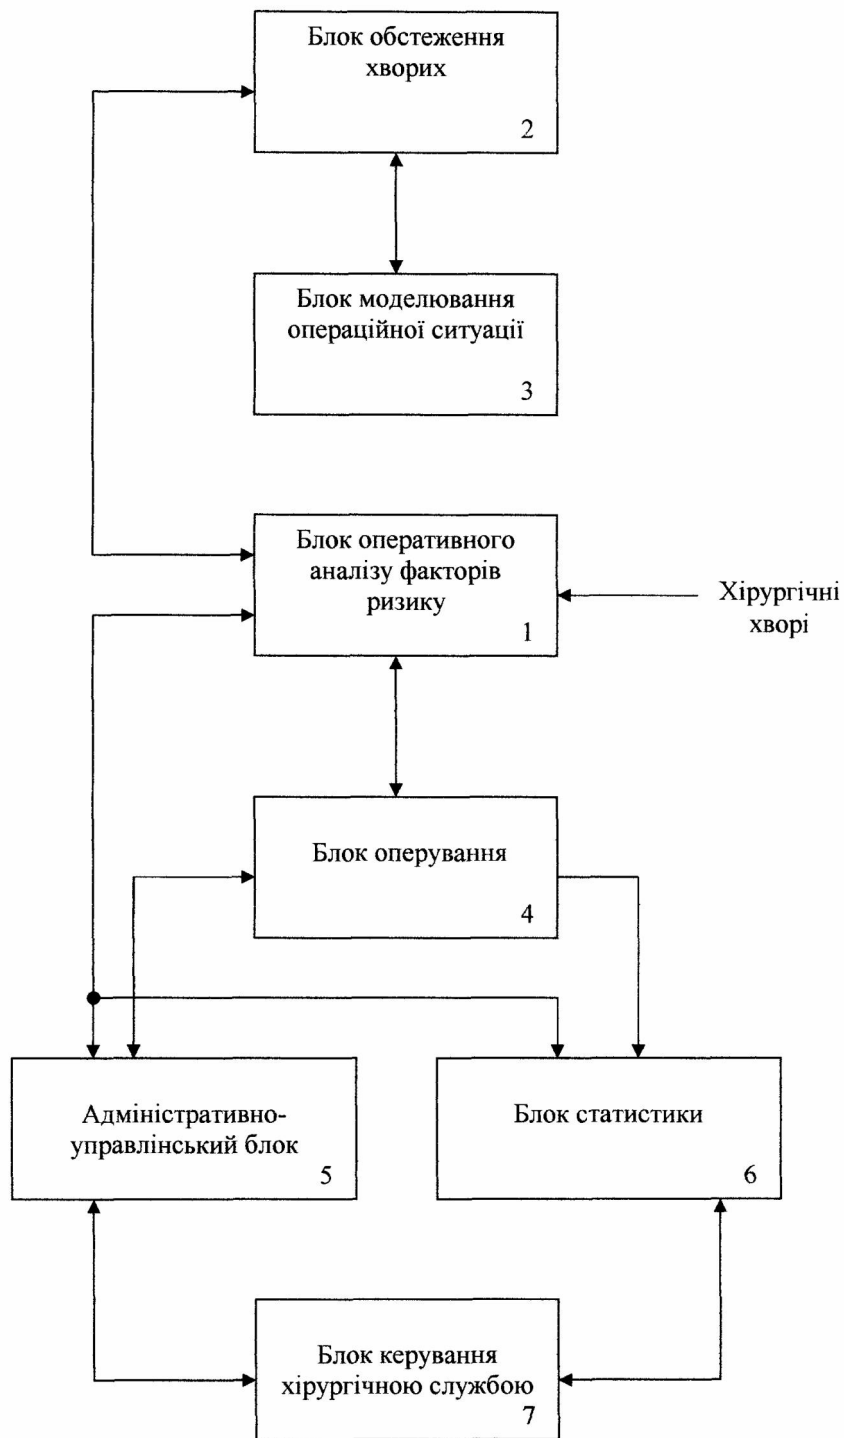 Блок обстеження
хворих
2
Блок моделювання
операційної ситуації
3
Блок оперативного
аналізу факторів
ризику
1
Хірургічні
хворі
Блок оперування
4
Адміністративно-
управлінський блок
5
Блок статистики
6
Блок керування
хірургічною службою
7